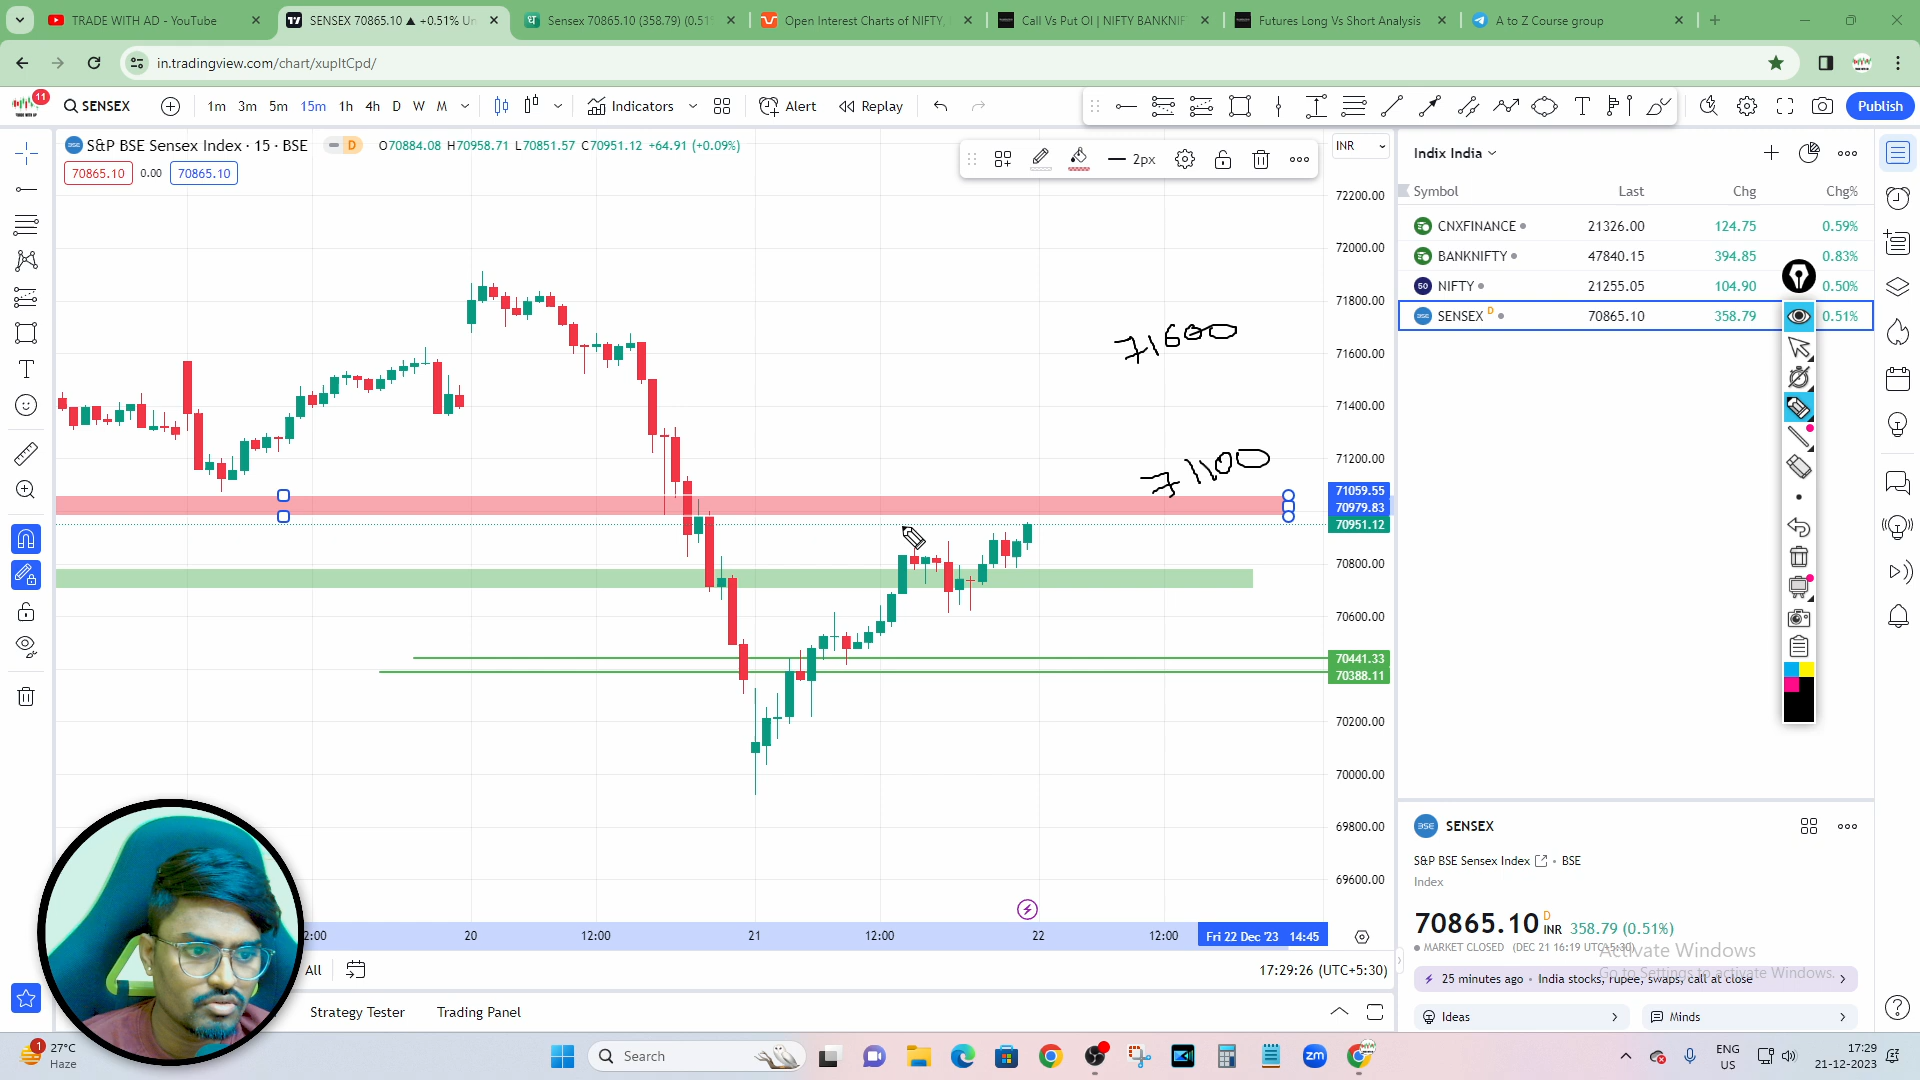 TRADE WITH AD - YouTube
SENSEX 70865.10 ▲ +0.51% Un
Sensex 70865.10 (358.79) (0.51
Open Interest Charts of NIFTY,
Call Vs Put OI | NIFTY BANKNIF
Futures Long Vs Short Analysis
A to Z Course group
in.tradingview.com/chart/xupltCpd/
11
SENSEX
1m 3m 5m 15m 1h 4h D W M
Indicators
Alert
Replay
Publish
S&P BSE Sensex Index · 15 · BSE
D
O70884.08 H70958.71 L70851.57 C70951.12 +64.91 (+0.09%)
70865.10 0.00 70865.10
2px
INR
72200.00
72000.00
71800.00
71600.00
71400.00
71200.00
71059.55
70979.83
70951.12
70800.00
70600.00
70441.33
70388.11
70200.00
70000.00
69800.00
69600.00
71600
71100
2:00 20 12:00 21 12:00 22 12:00
Fri 22 Dec '23 14:45
All
17:29:26 (UTC+5:30)
Strategy Tester
Trading Panel
Indix India
Symbol Last Chg Chg%
CNXFINANCE 21326.00 124.75 0.59%
BANKNIFTY 47840.15 394.85 0.83%
50 NIFTY 21255.05 104.90 0.50%
SENSEX D 70865.10 358.79 0.51%
SENSEX
S&P BSE Sensex Index • BSE
Index
70865.10 D INR 358.79 (0.51%)
MARKET CLOSED (DEC 21 16:19 UTC+5:30)
Activate Windows
Go to Settings to activate Windows.
25 minutes ago • India stocks, rupee, swaps, call at close
Ideas
Minds
1
27°C
Haze
Search
zm
ENG
US
17:29
21-12-2023